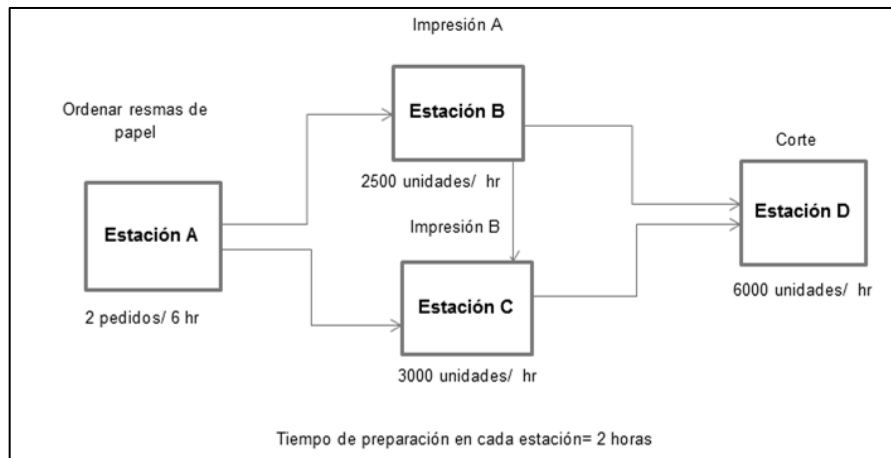 Impresión A
Ordenar resmas de
papel
Estación B
Corte
2500 unidades/ hr
Estación A
Estación D
Impresión B
Estación C
6000 unidades/ hr
2 pedidos/ 6 hr
3000 unidades/ hr
Tiempo de preparación en cada estación= 2 horas